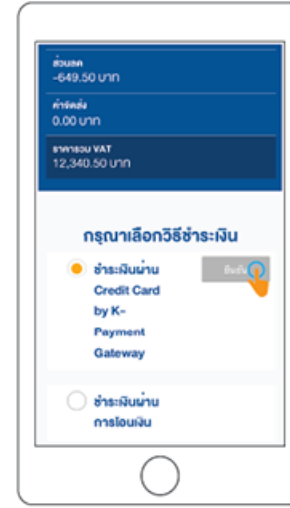 ส่วนลด
-649.50 บาท
ค่าจัดส่ง
0.00 บาท
ราคารวม VAT
12,340.50 บาท
กรุณาเลือกวิธีชำระเงิน
ชำระเงินผ่าน
Credit Card
by K-
Payment
Gateway
ยืนยัน
ชำระเงินผ่าน
การโอนเงิน